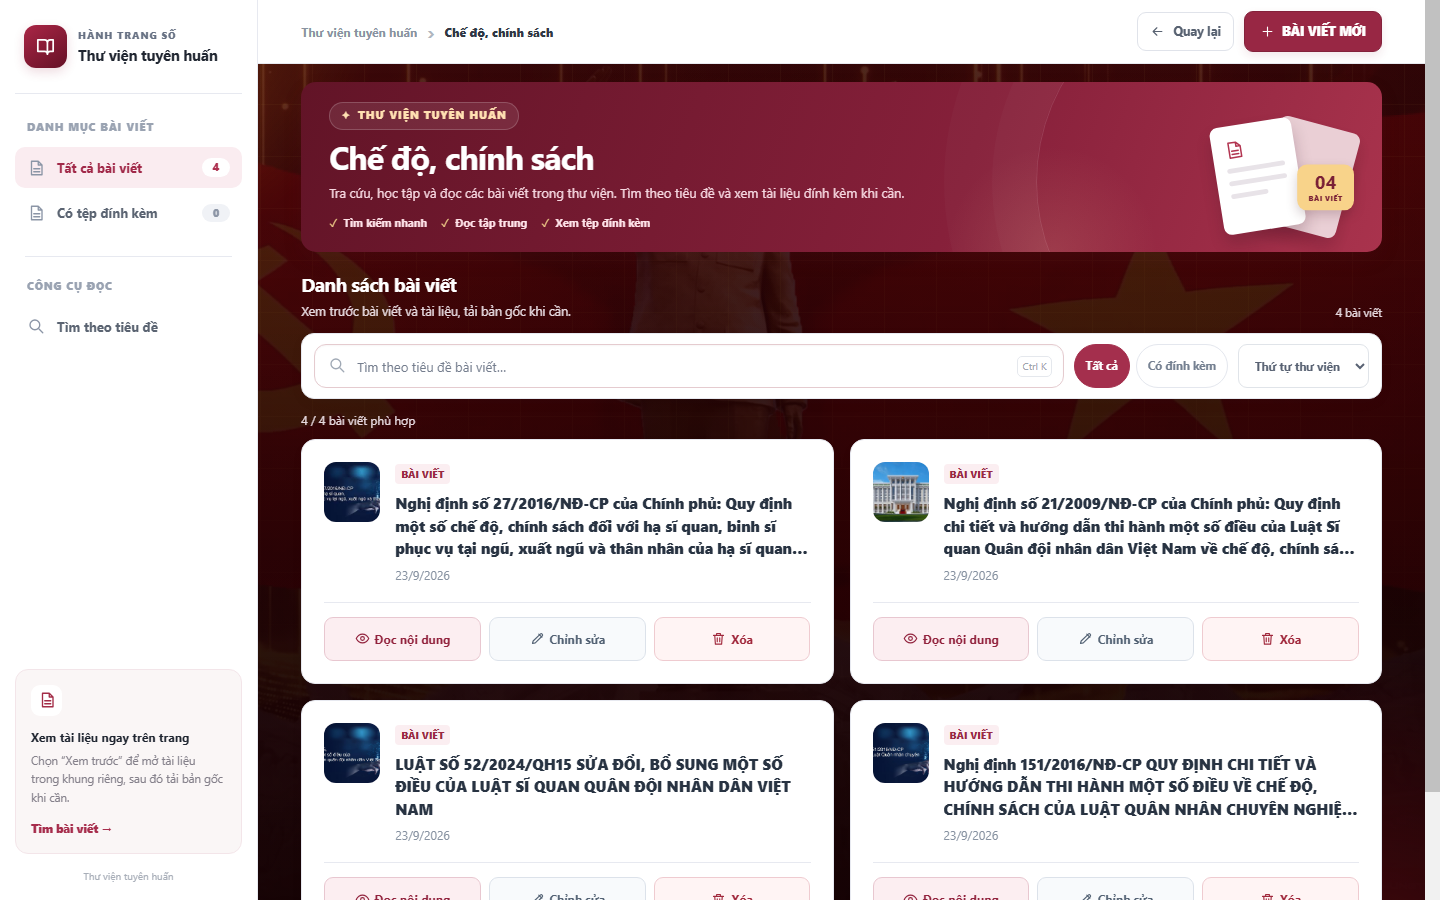 HÀNH TRANG SỐ
Thư viện tuyên huấn
DANH MỤC BÀI VIẾT
Tất cả bài viết 4
Có tệp đính kèm 0
CÔNG CỤ ĐỌC
Tìm theo tiêu đề
Xem tài liệu ngay trên trang
Chọn "Xem trước" để mở tài liệu
trong khung riêng, sau đó tải bản gốc
khi cần.
Tìm bài viết →
Thư viện tuyên huấn
Thư viện tuyên huấn > Chế độ, chính sách
← Quay lại
+ BÀI VIẾT MỚI
✦ THƯ VIỆN TUYÊN HUẤN
Chế độ, chính sách
Tra cứu, học tập và đọc các bài viết trong thư viện. Tìm theo tiêu đề và xem tài liệu đính kèm khi cần.
✓ Tìm kiếm nhanh ✓ Đọc tập trung ✓ Xem tệp đính kèm
04
BÀI VIẾT
Danh sách bài viết
Xem trước bài viết và tài liệu, tải bản gốc khi cần.
4 bài viết
Tìm theo tiêu đề bài viết... Ctrl K
Tất cả
Có đính kèm
Thứ tự thư viện
4 / 4 bài viết phù hợp
BÀI VIẾT
Nghị định số 27/2016/NĐ-CP của Chính phủ: Quy định
một số chế độ, chính sách đối với hạ sĩ quan, binh sĩ
phục vụ tại ngũ, xuất ngũ và thân nhân của hạ sĩ quan...
23/9/2026
Đọc nội dung Chỉnh sửa Xóa
BÀI VIẾT
Nghị định số 21/2009/NĐ-CP của Chính phủ: Quy định
chi tiết và hướng dẫn thi hành một số điều của Luật Sĩ
quan Quân đội nhân dân Việt Nam về chế độ, chính sá...
23/9/2026
Đọc nội dung Chỉnh sửa Xóa
BÀI VIẾT
LUẬT SỐ 52/2024/QH15 SỬA ĐỔI, BỔ SUNG MỘT SỐ
ĐIỀU CỦA LUẬT SĨ QUAN QUÂN ĐỘI NHÂN DÂN VIỆT
NAM
23/9/2026
Đọc nội dung Chỉnh sửa Xóa
BÀI VIẾT
Nghị định 151/2016/NĐ-CP QUY ĐỊNH CHI TIẾT VÀ
HƯỚNG DẪN THI HÀNH MỘT SỐ ĐIỀU VỀ CHẾ ĐỘ,
CHÍNH SÁCH CỦA LUẬT QUÂN NHÂN CHUYÊN NGHIỆ...
23/9/2026
Đọc nội dung Chỉnh sửa Xóa